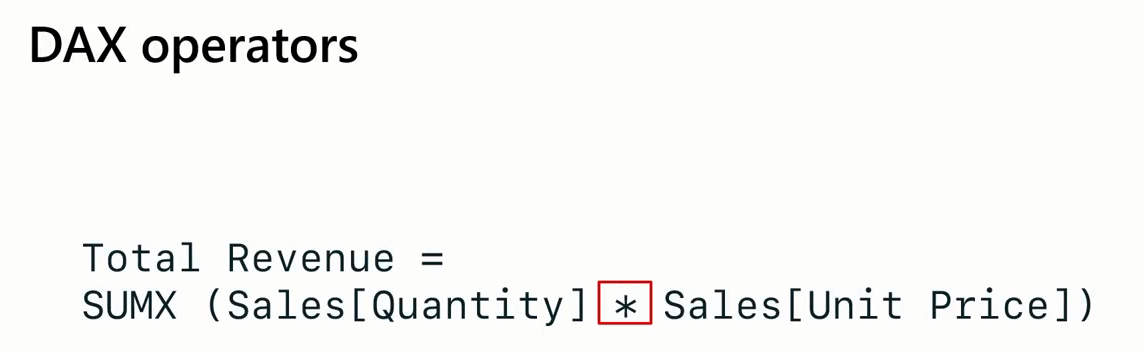 DAX operators
Total Revenue =
SUMX (Sales[Quantity] * Sales[Unit Price])